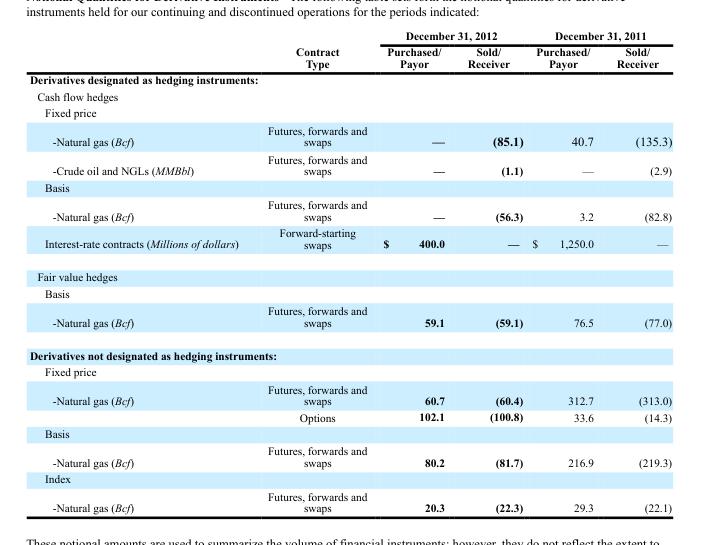 instruments held for our continuing and discontinued operations for the periods indicated:
December 31, 2012 December 31, 2011
Contract Type Purchased/ Payor Sold/ Receiver Purchased/ Payor Sold/ Receiver
Derivatives designated as hedging instruments:
Cash flow hedges
Fixed price
-Natural gas (Bcf) Futures, forwards and swaps — (85.1) 40.7 (135.3)
-Crude oil and NGLs (MMBbl) Futures, forwards and swaps — (1.1) — (2.9)
Basis
-Natural gas (Bcf) Futures, forwards and swaps — (56.3) 3.2 (82.8)
Interest-rate contracts (Millions of dollars) Forward-starting swaps $ 400.0 — $ 1,250.0 —
Fair value hedges
Basis
-Natural gas (Bcf) Futures, forwards and swaps 59.1 (59.1) 76.5 (77.0)
Derivatives not designated as hedging instruments:
Fixed price
-Natural gas (Bcf) Futures, forwards and swaps 60.7 (60.4) 312.7 (313.0)
Options 102.1 (100.8) 33.6 (14.3)
Basis
-Natural gas (Bcf) Futures, forwards and swaps 80.2 (81.7) 216.9 (219.3)
Index
-Natural gas (Bcf) Futures, forwards and swaps 20.3 (22.3) 29.3 (22.1)
These notional amounts are used to summarize the volume of financial instruments; however, they do not reflect the extent to